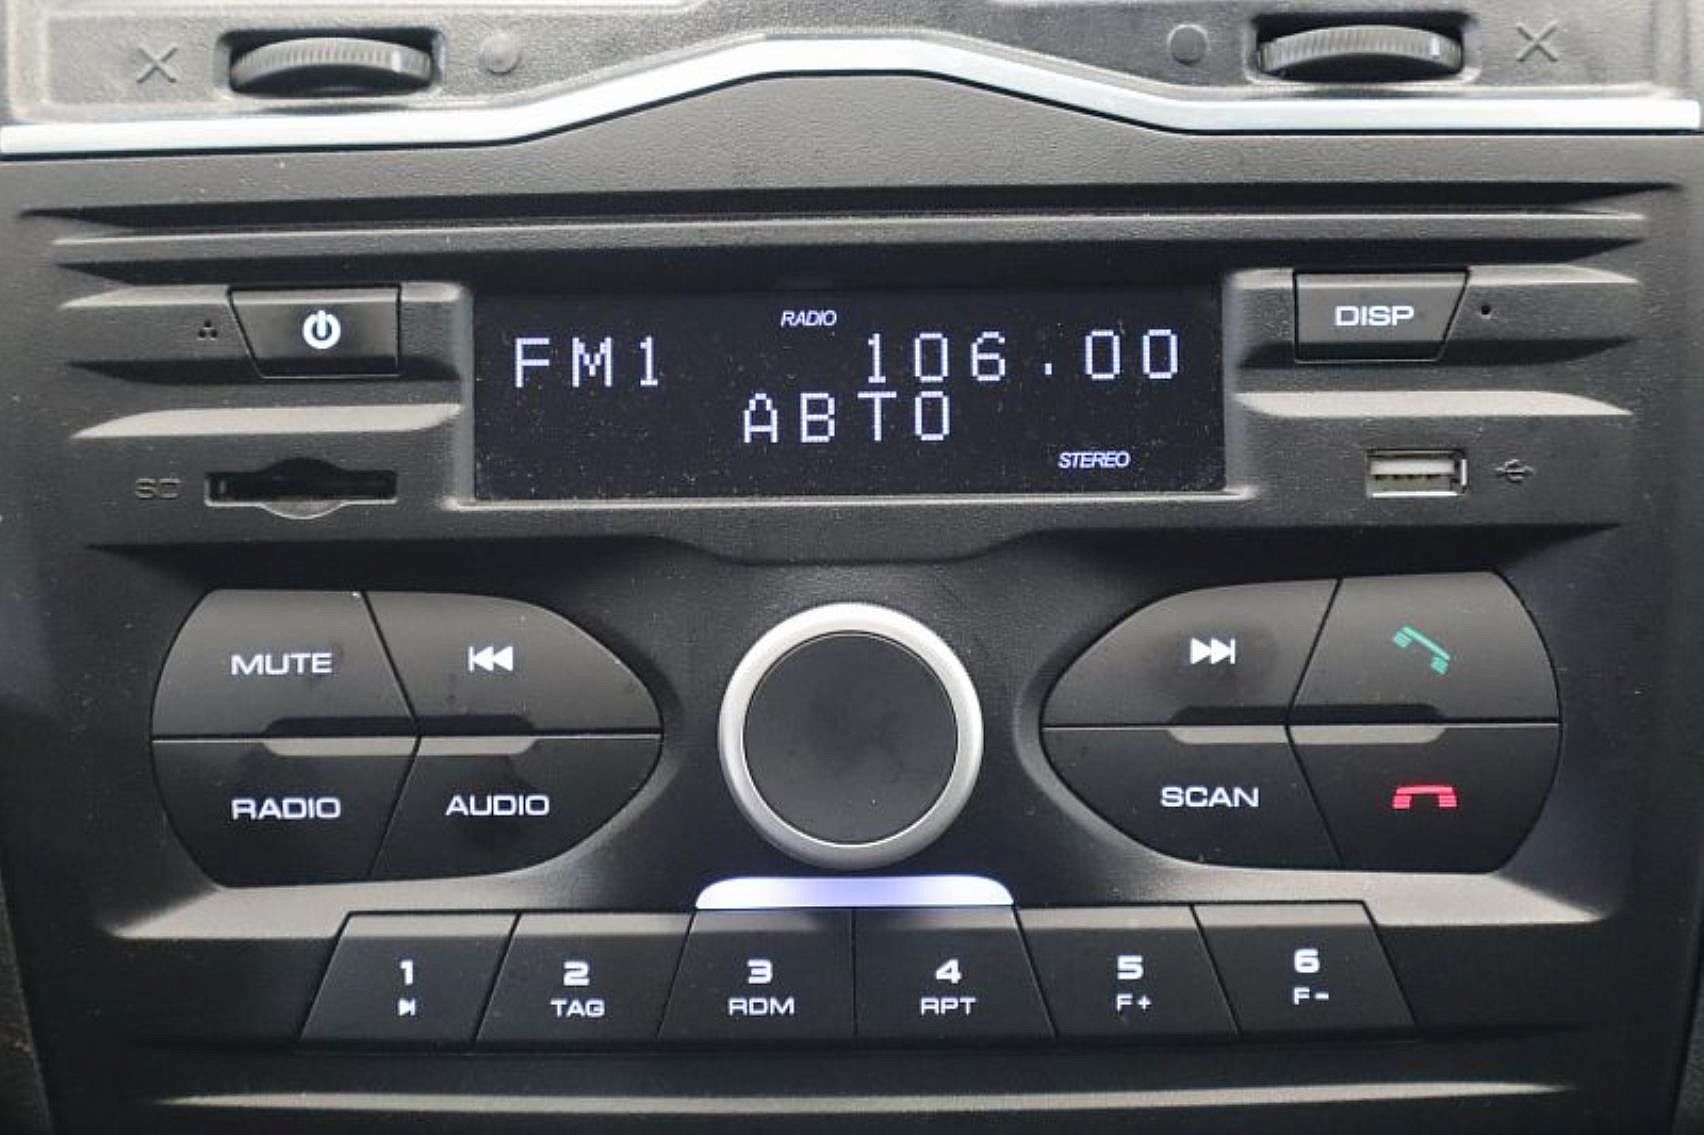 RADIO
FM1 106.00
АВТО
STEREO
DISP
SD
MUTE
RADIO
AUDIO
SCAN
1
2
TAG
3
RDM
4
RPT
5
F+
6
F-